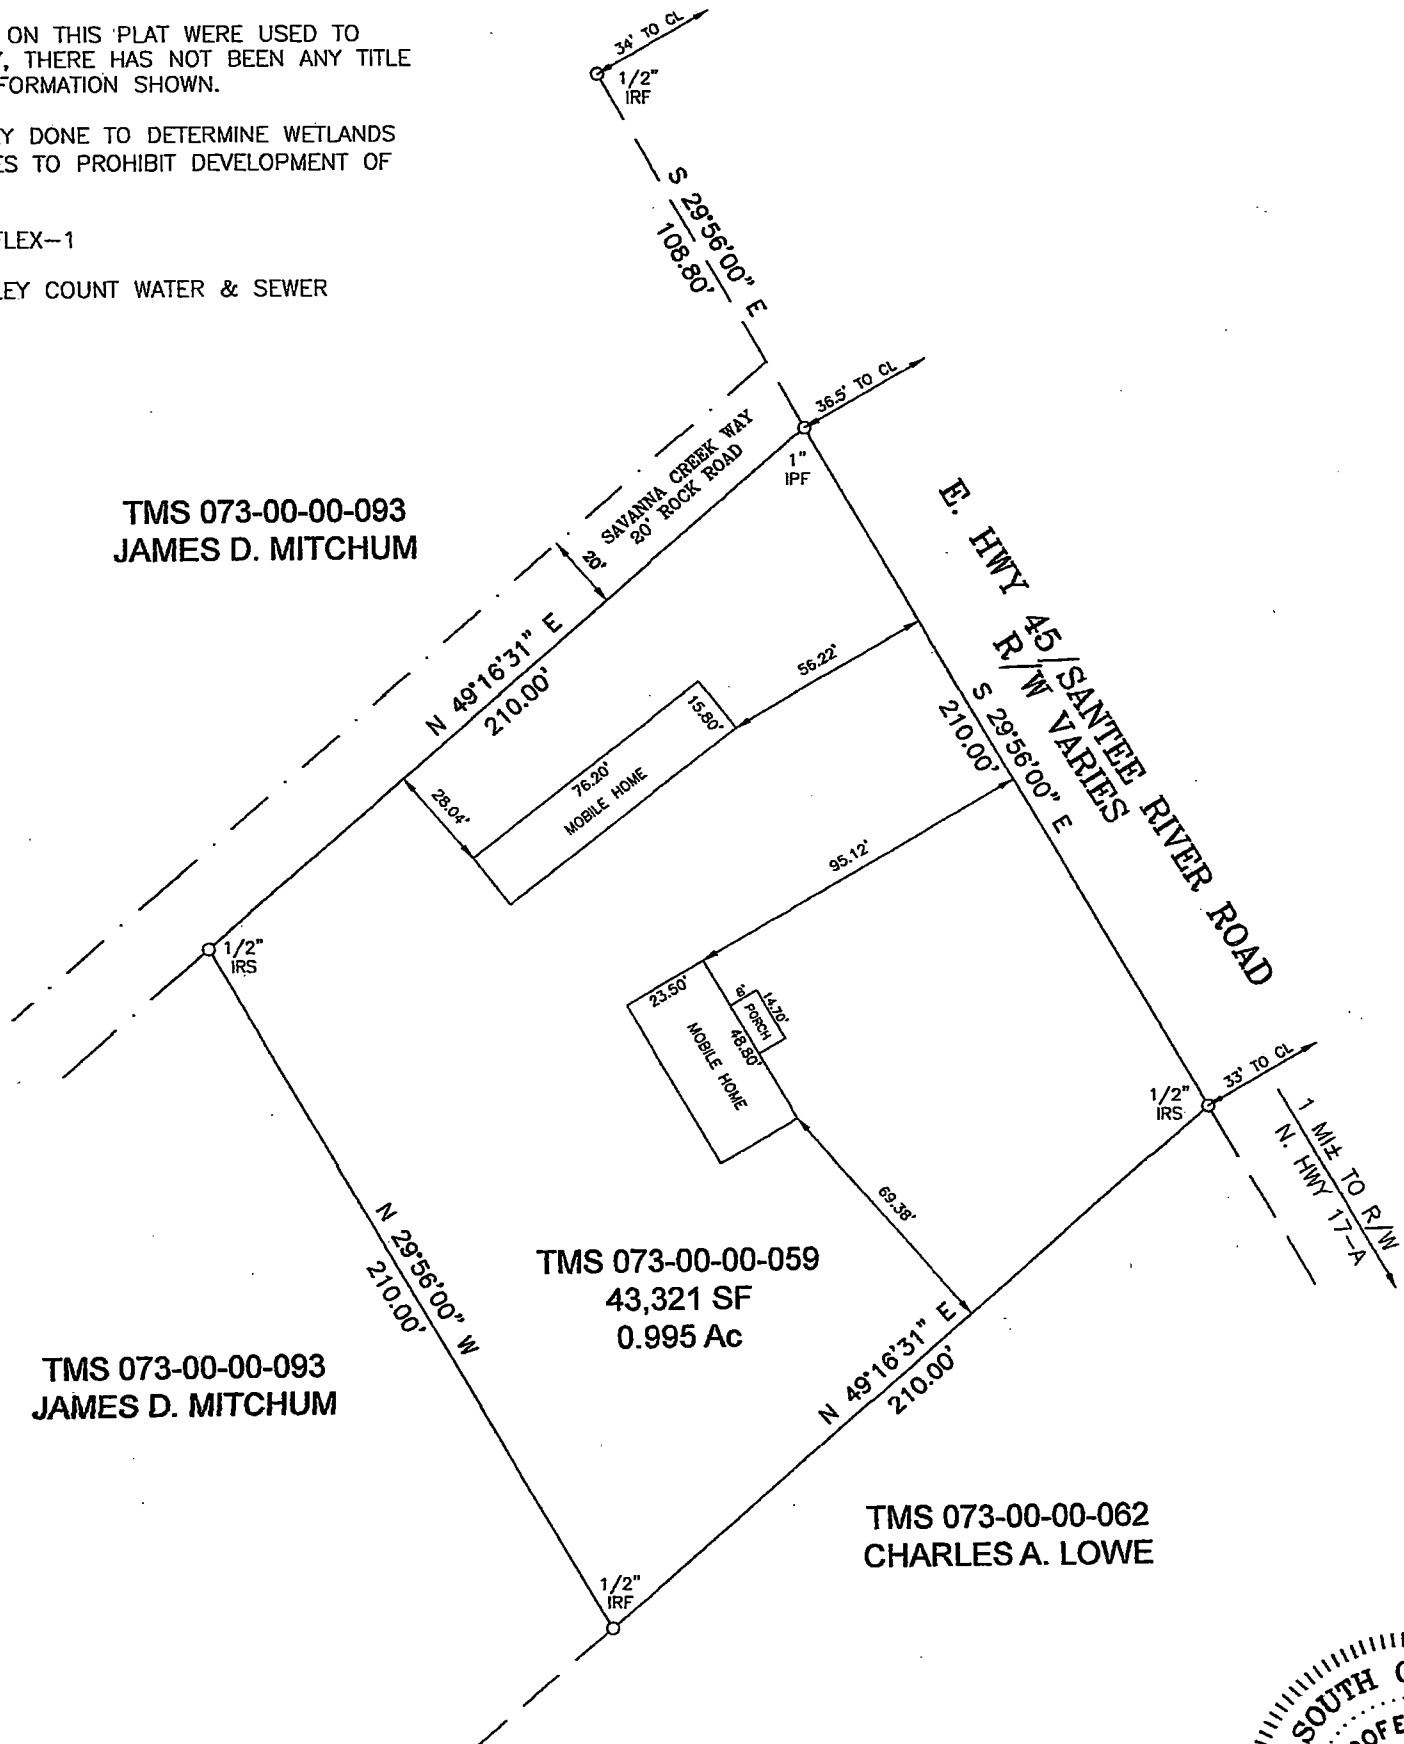 ON THIS PLAT WERE USED TO
, THERE HAS NOT BEEN ANY TITLE
FORMATION SHOWN.
Y DONE TO DETERMINE WETLANDS
ES TO PROHIBIT DEVELOPMENT OF
FLEX-1
LEY COUNT WATER & SEWER
34' TO CL
1/2"
IRF
S 29°56'00" E
108.80'
36.5' TO CL
1"
IPF
SAVANNA CREEK WAY
20' ROCK ROAD
20'
TMS 073-00-00-093
JAMES D. MITCHUM
N 49°16'31" E
210.00'
E. HWY 45/SANTEE RIVER ROAD
R/W VARIES
S 29°56'00" E
210.00'
56.22'
15.80'
76.20'
MOBILE HOME
28.04'
95.12'
1/2"
IRS
23.50'
8'
14.70'
PORCH
48.80'
MOBILE HOME
33' TO CL
1/2"
IRS
1 MI± TO R/W
N. HWY 17-A
69.38'
N 29°56'00" W
210.00'
TMS 073-00-00-059
43,321 SF
0.995 Ac
TMS 073-00-00-093
JAMES D. MITCHUM
N 49°16'31" E
210.00'
TMS 073-00-00-062
CHARLES A. LOWE
1/2"
IRF
SOUTH C
OFE